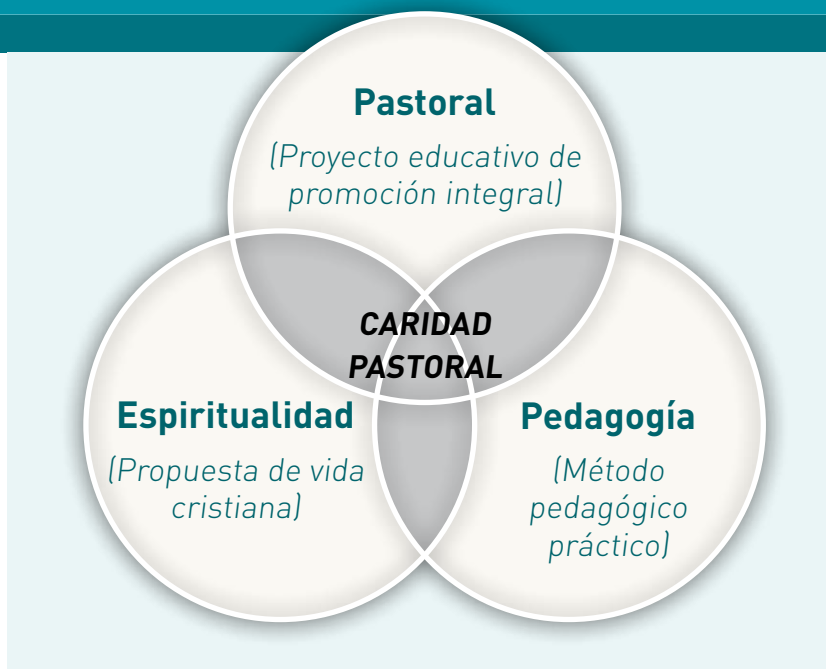 Pastoral
(Proyecto educativo de
promoción integral)
CARIDAD
PASTORAL
Espiritualidad
(Propuesta de vida
cristiana)
Pedagogía
(Método
pedagógico
práctico)